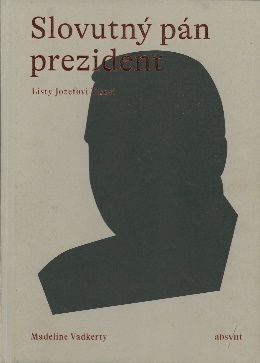 Slovutný pán
prezident
Listy Jozefovi Tisovi
Madeline Vadkerty
absynt